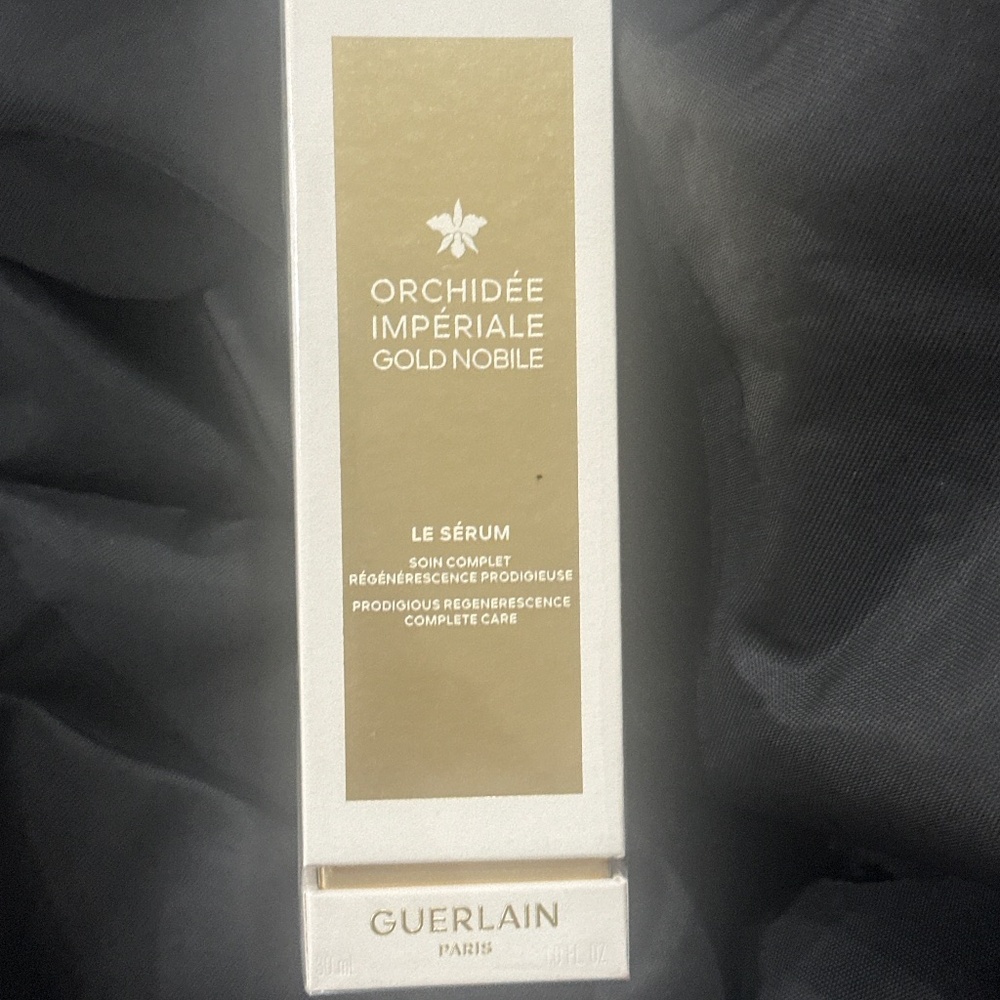 ORCHIDÉE
IMPÉRIALE
GOLD NOBILE
LE SÉRUM
SOIN COMPLET
RÉGÉNÉRESCENCE PRODIGIEUSE
PRODIGIOUS REGENERESCENCE
COMPLETE CARE
GUERLAIN
PARIS